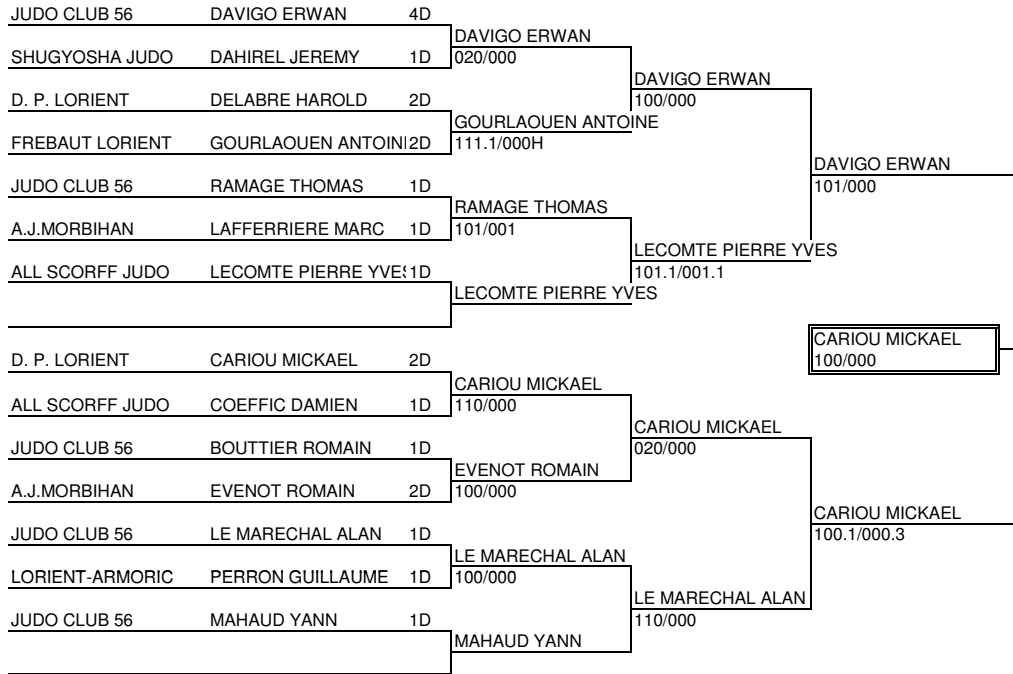 JUDO CLUB 56 DAVIGO ERWAN 4D
DAVIGO ERWAN
SHUGYOSHA JUDO DAHIREL JEREMY 1D 020/000
DAVIGO ERWAN
D. P. LORIENT DELABRE HAROLD 2D 100/000
GOURLAOUEN ANTOINE
FREBAUT LORIENT GOURLAOUEN ANTOINI 2D 111.1/000H
DAVIGO ERWAN
JUDO CLUB 56 RAMAGE THOMAS 1D 101/000
RAMAGE THOMAS
A.J.MORBIHAN LAFFERRIERE MARC 1D 101/001
LECOMTE PIERRE YVES
ALL SCORFF JUDO LECOMTE PIERRE YVES 1D 101.1/001.1
LECOMTE PIERRE YVES
CARIOU MICKAEL
D. P. LORIENT CARIOU MICKAEL 2D 100/000
CARIOU MICKAEL
ALL SCORFF JUDO COEFFIC DAMIEN 1D 110/000
CARIOU MICKAEL
JUDO CLUB 56 BOUTTIER ROMAIN 1D 020/000
EVENOT ROMAIN
A.J.MORBIHAN EVENOT ROMAIN 2D 100/000
CARIOU MICKAEL
JUDO CLUB 56 LE MARECHAL ALAN 1D 100.1/000.3
LE MARECHAL ALAN
LORIENT-ARMORIC PERRON GUILLAUME 1D 100/000
LE MARECHAL ALAN
JUDO CLUB 56 MAHAUD YANN 1D 110/000
MAHAUD YANN